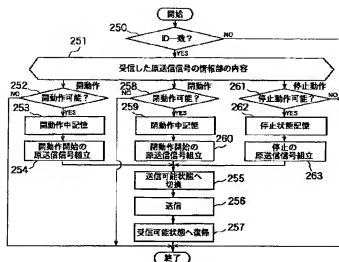 開始
250
ID一致?
NO
YES
251
受信した原送信信号の情報部の内容
252
開動作
258
閉動作
261
停止動作
NO
開動作可能?
NO
閉動作可能?
停止動作可能?
NO
253
YES
259
YES
262
YES
開動作中記憶
閉動作中記憶
停止状態記憶
260
開動作開始の
原送信信号組立
閉動作開始の
原送信信号組立
停止の
原送信信号組立
254
263
送信可能状態へ
切換
255
送信
256
受信可能状態へ復帰
257
終了